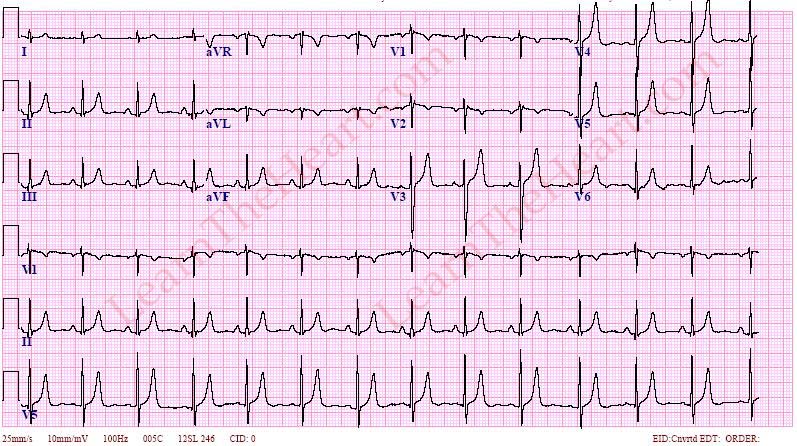 I aVR V1 V4
II aVL V2 V5
III aVF V3 V6
V1
II
V5
LearnTheHeart.com LearnTheHeart.com
25mm/s 10mm/mV 100Hz 005C 12SL 246 CID: 0 EID:Cnvrtd EDT: ORDER: